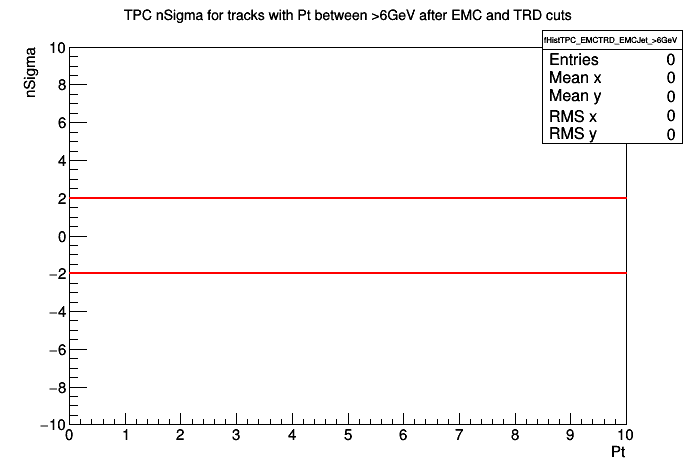 TPC nSigma for tracks with Pt between >6GeV after EMC and TRD cuts
fHistTPC_EMCTRD_EMCJet_>6GeV
Entries 0
Mean x 0
Mean y 0
RMS x 0
RMS y 0
nSigma
10
8
6
4
2
0
−2
−4
−6
−8
−10
0 1 2 3 4 5 6 7 8 9 10
Pt